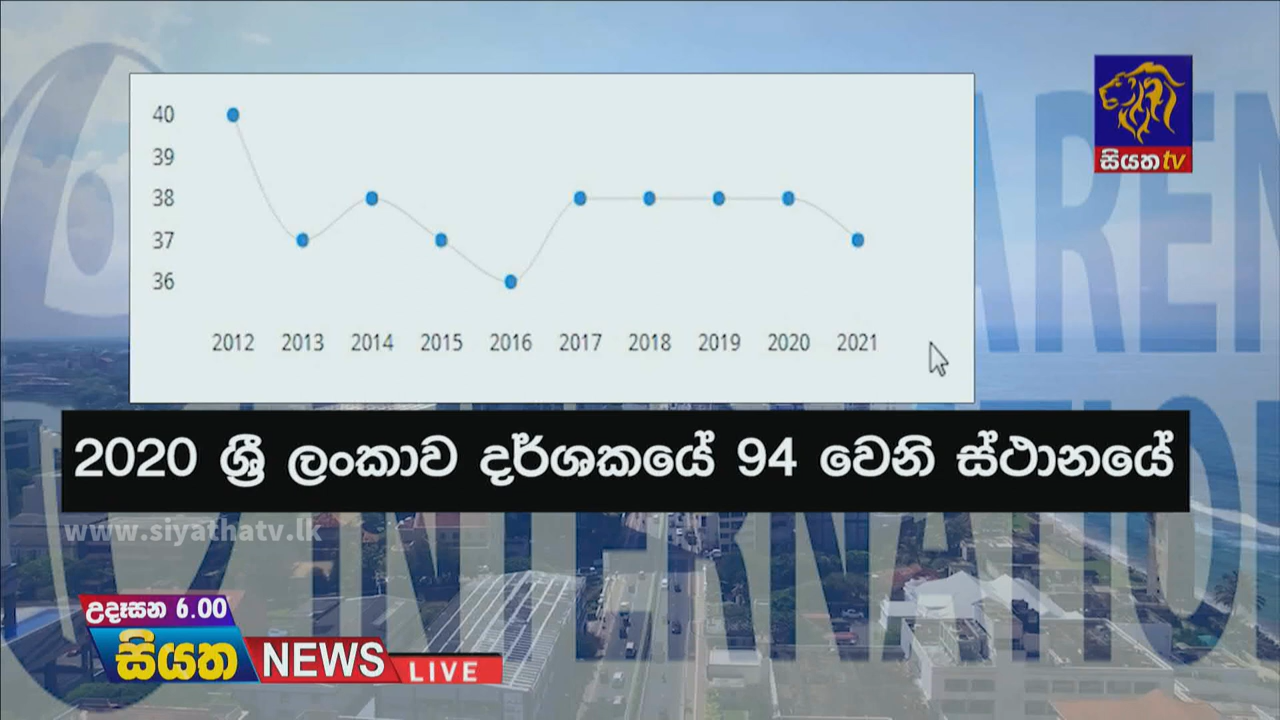 40
39
38
37
36
2012 2013 2014 2015 2016 2017 2018 2019 2020 2021
සියත tv
2020 ශ්‍රී ලංකාව දර්ශකයේ 94 වෙනි ස්ථානයේ
www.siyathatv.lk
INTERNATIO
උදෑසන 6.00
සියත NEWS LIVE